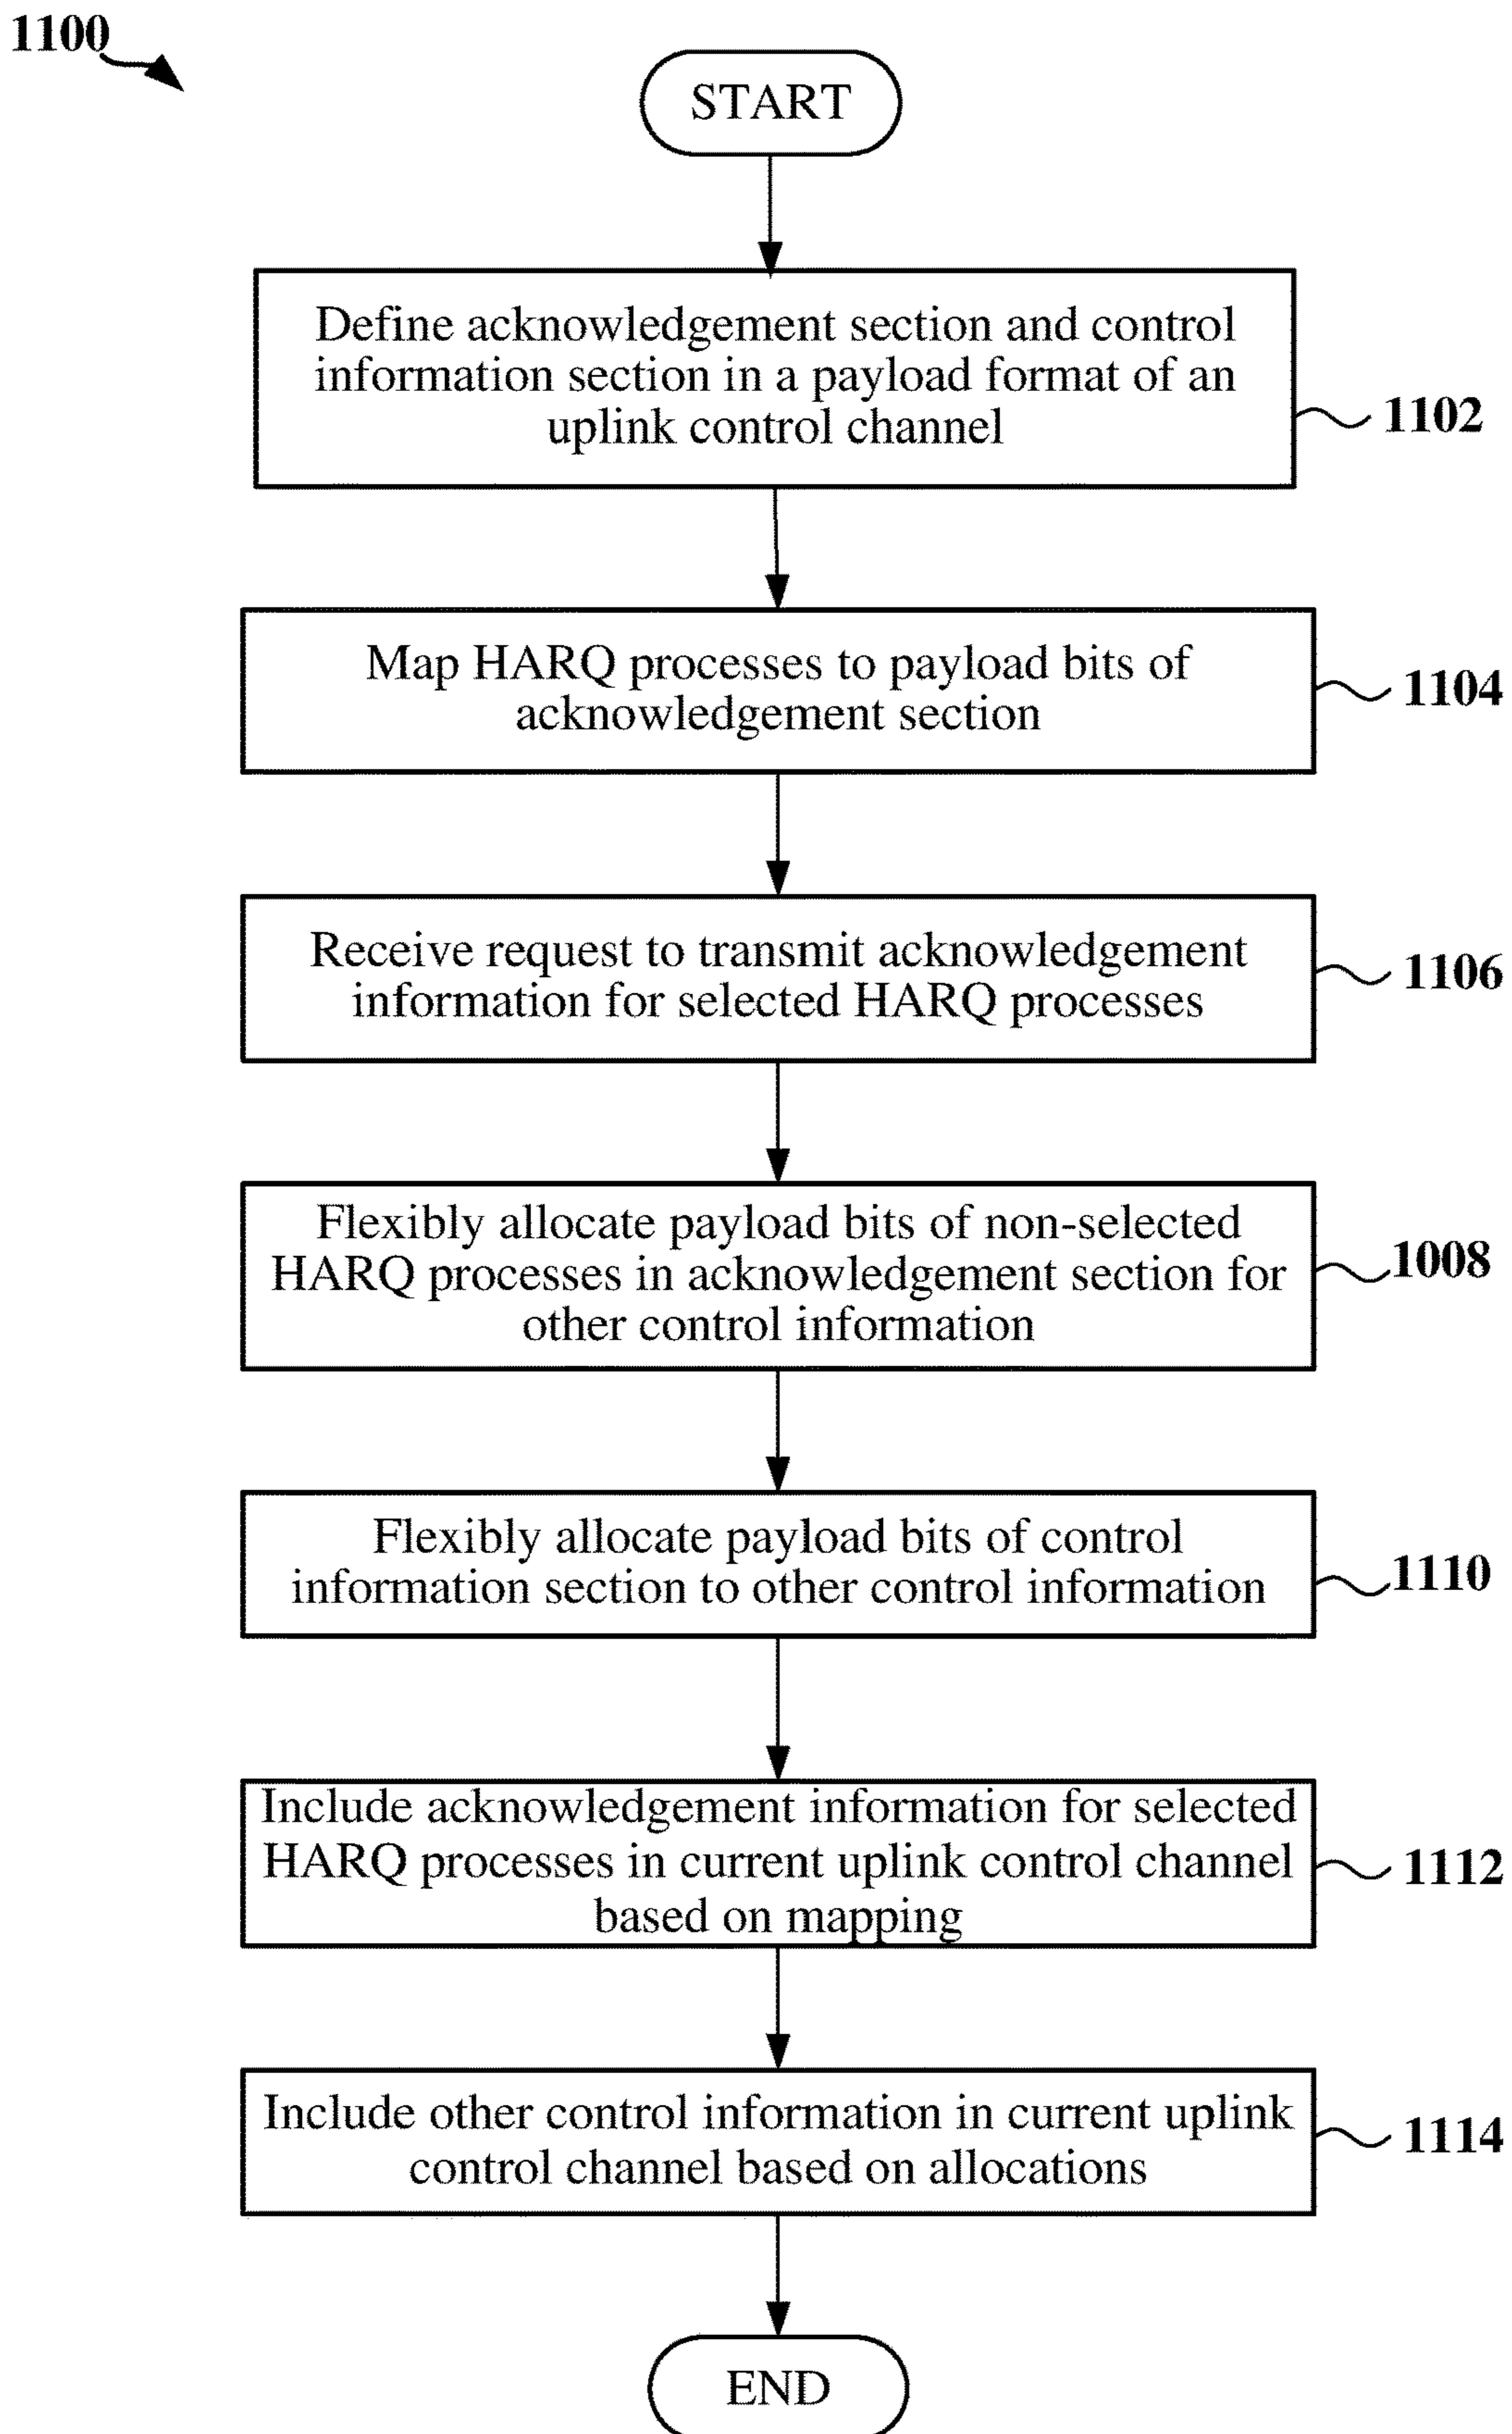 1100
START
Define acknowledgement section and control
information section in a payload format of an
uplink control channel
1102
Map HARQ processes to payload bits of
acknowledgement section
1104
Receive request to transmit acknowledgement
information for selected HARQ processes
1106
Flexibly allocate payload bits of non-selected
HARQ processes in acknowledgement section for
other control information
1008
Flexibly allocate payload bits of control
information section to other control information
1110
Include acknowledgement information for selected
HARQ processes in current uplink control channel
based on mapping
1112
Include other control information in current uplink
control channel based on allocations
1114
END